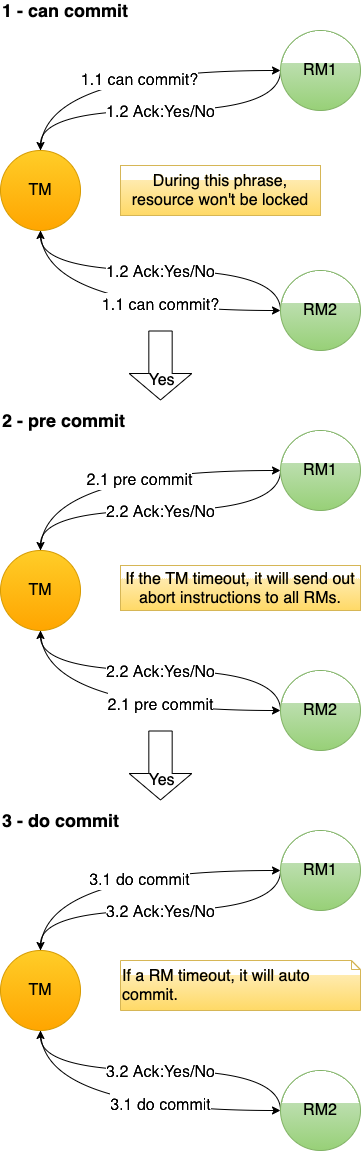 1 - can commit
RM1
1.1 can commit?
1.2 Ack:Yes/No
TM
During this phrase,
resource won't be locked
1.2 Ack:Yes/No
1.1 can commit?
RM2
Yes
2 - pre commit
RM1
2.1 pre commit
2.2 Ack:Yes/No
TM
If the TM timeout, it will send out
abort instructions to all RMs.
2.2 Ack:Yes/No
2.1 pre commit
RM2
Yes
3 - do commit
RM1
3.1 do commit
3.2 Ack:Yes/No
TM
If a RM timeout, it will auto
commit.
3.2 Ack:Yes/No
3.1 do commit
RM2